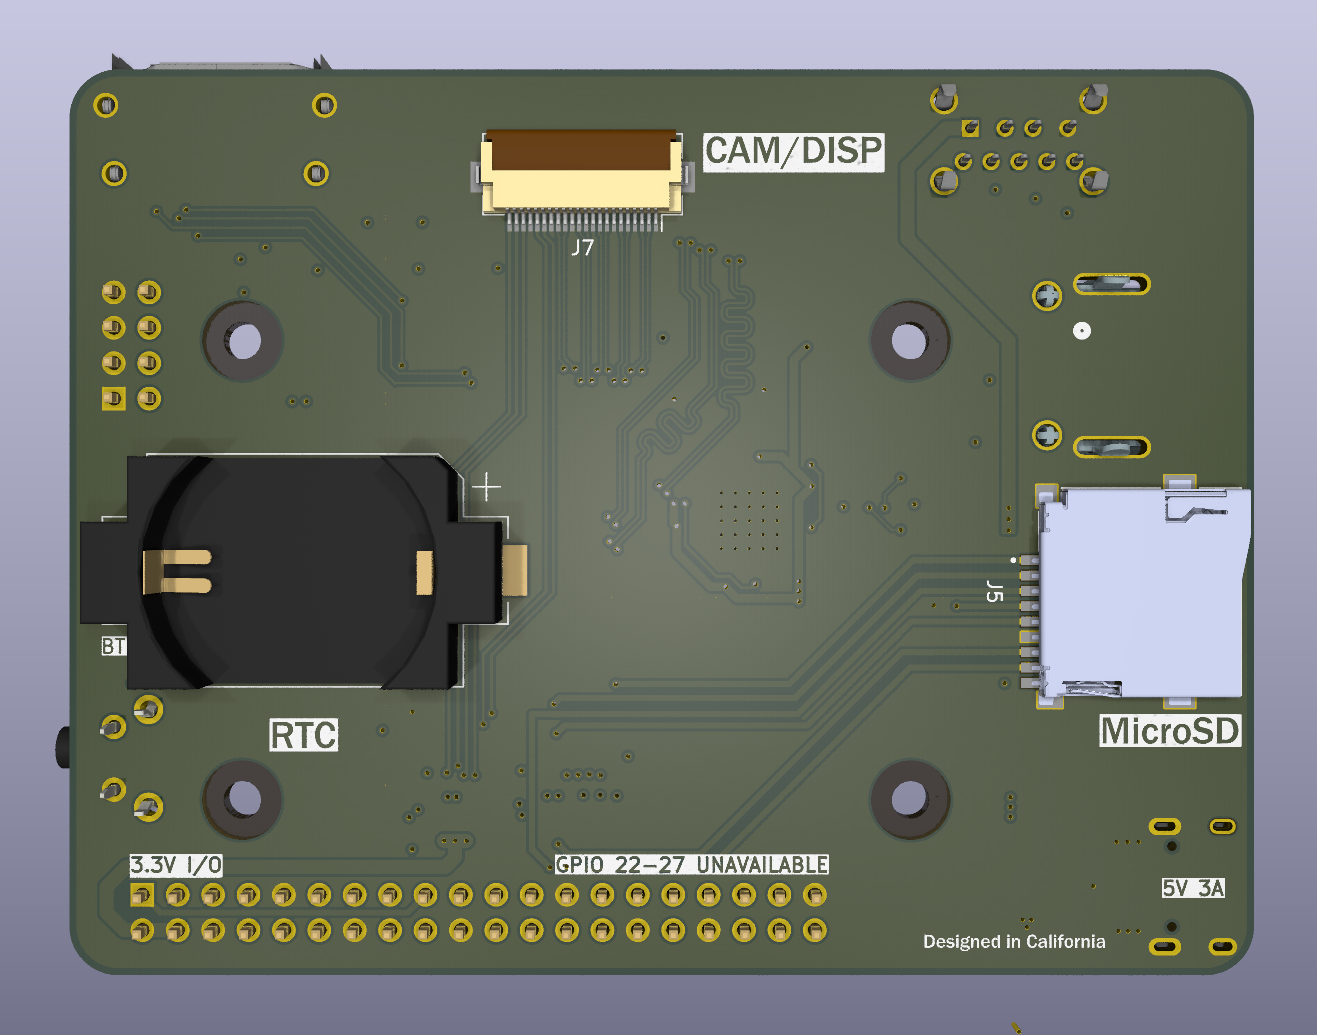 CAM/DISP
J7
J5
BT
RTC
MicroSD
3.3V I/O
GPIO 22-27 UNAVAILABLE
5V 3A
Designed in California